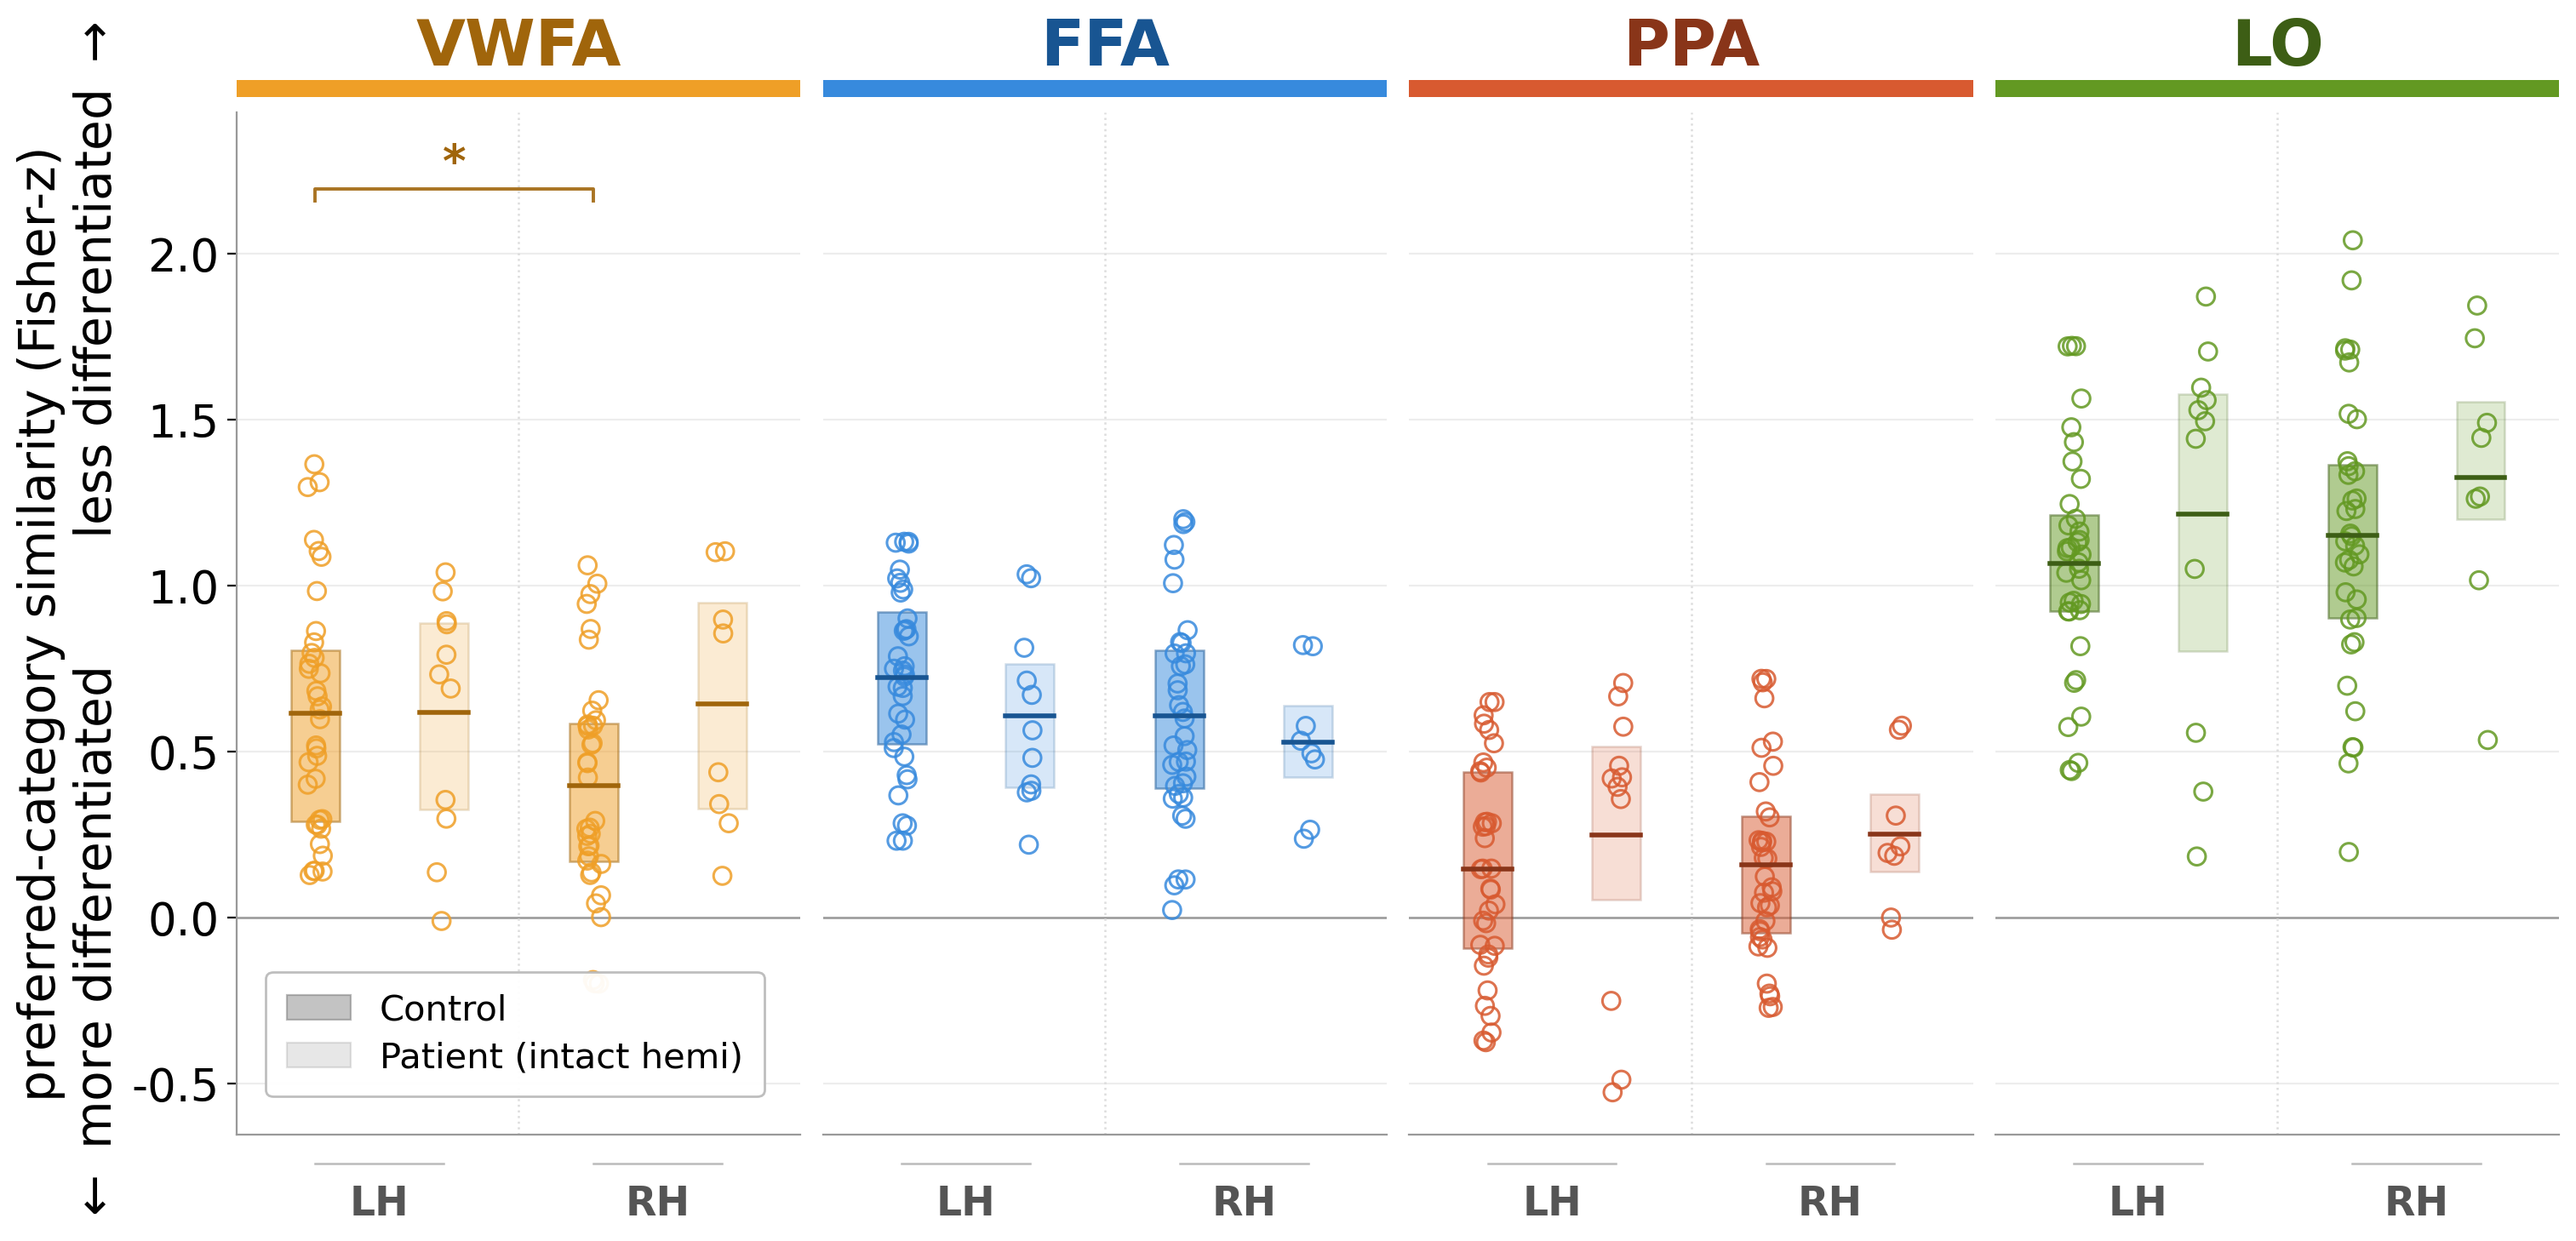 VWFA
FFA
PPA
LO
preferred-category similarity (Fisher-z)
← more differentiated less differentiated →
*
2.0
1.5
1.0
0.5
0.0
-0.5
Control
Patient (intact hemi)
LH
RH
LH
RH
LH
RH
LH
RH